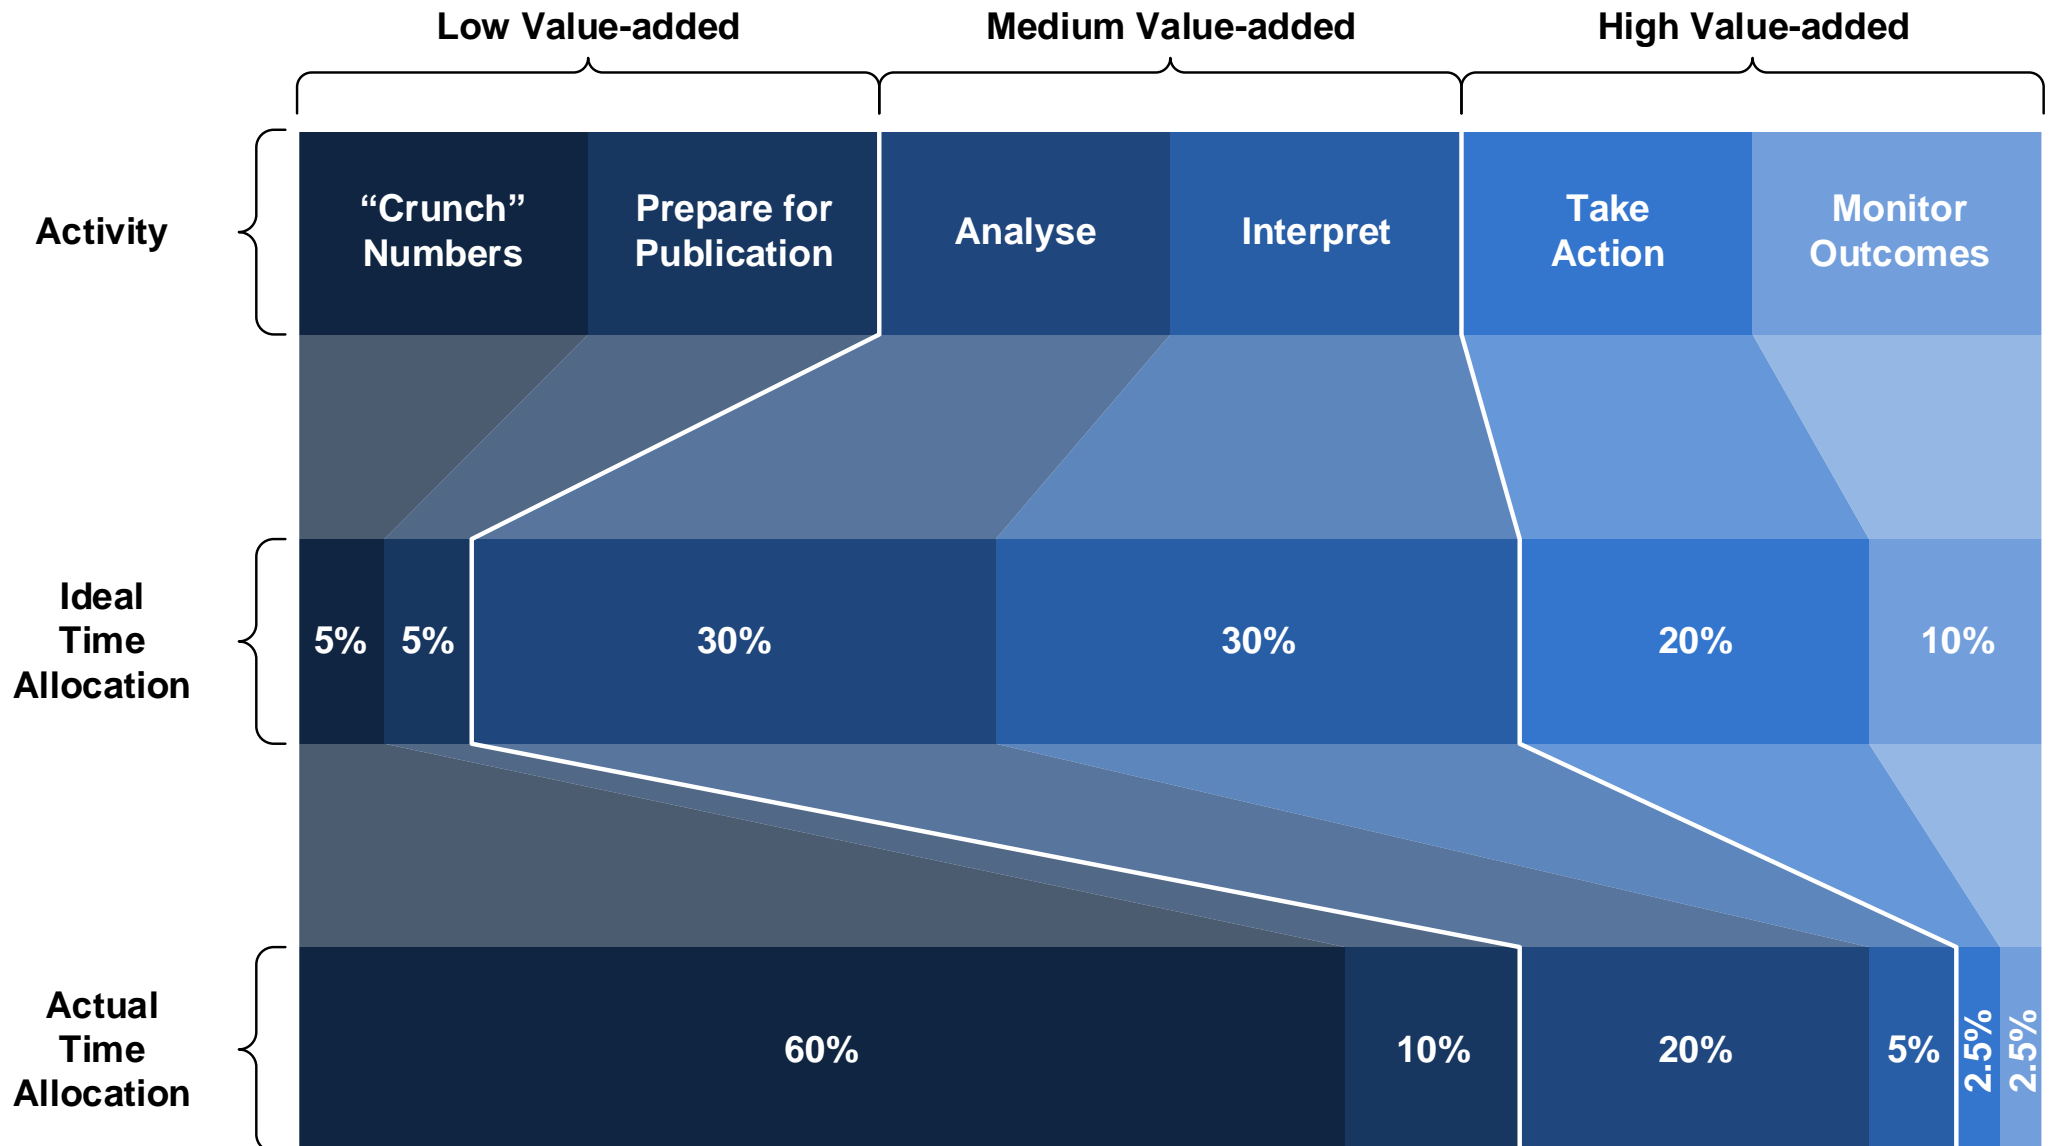 Low Value-added
Medium Value-added
High Value-added
Activity
“Crunch”
Numbers
Prepare for
Publication
Analyse
Interpret
Take
Action
Monitor
Outcomes
Ideal
Time
Allocation
5%
5%
30%
30%
20%
10%
Actual
Time
Allocation
60%
10%
20%
5%
2.5%
2.5%